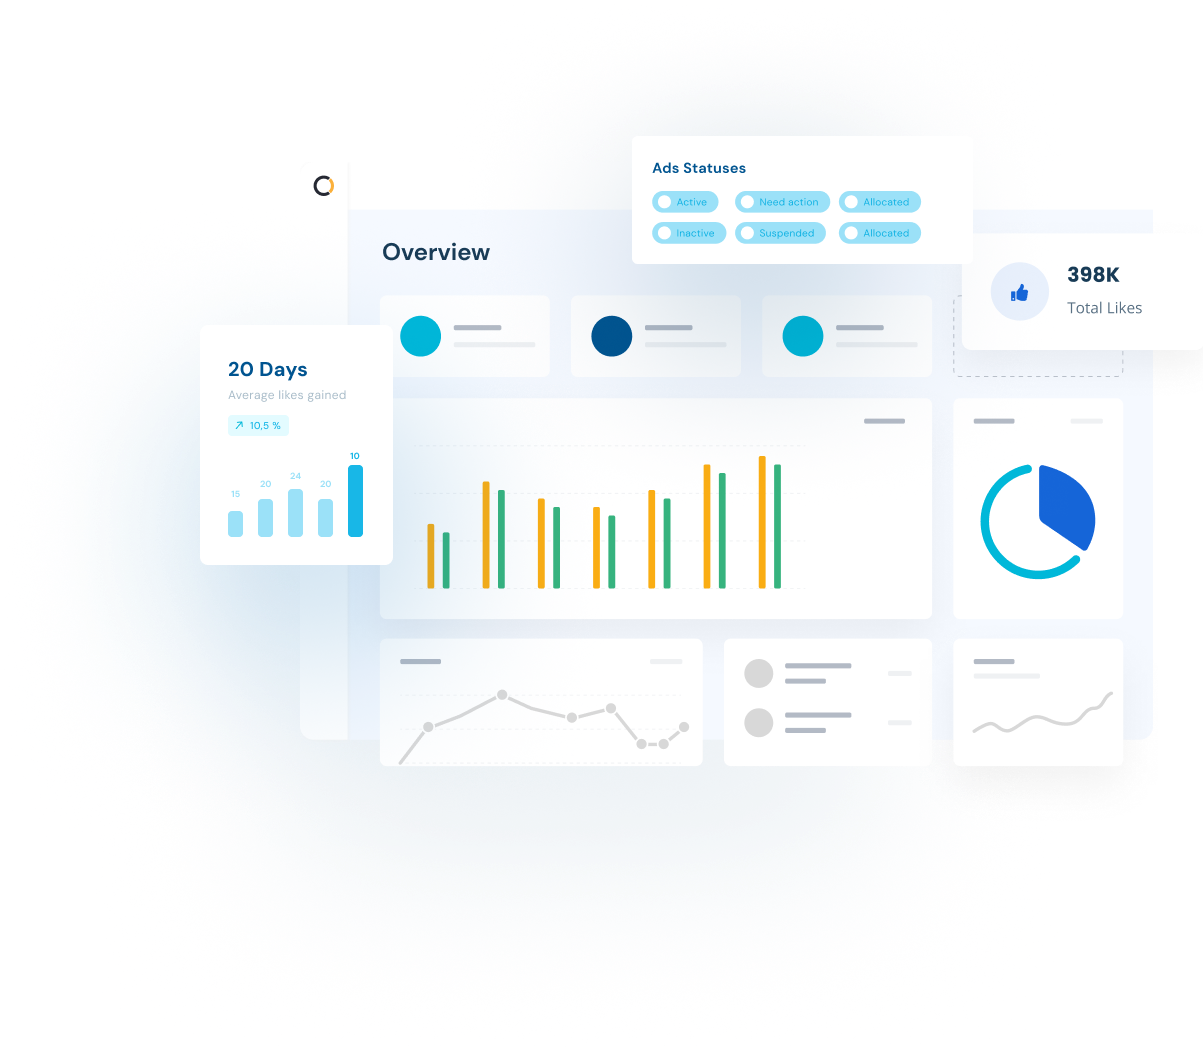 Ads Statuses
Active Need action Allocated
Inactive Suspended Allocated
Overview
398K
Total Likes
20 Days
Average likes gained
10,5 %
10
24
20 20
15